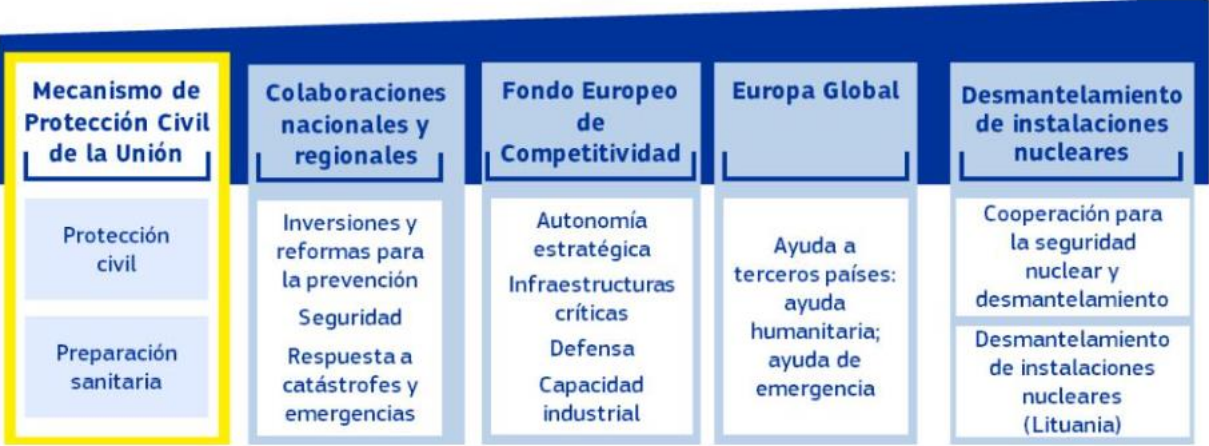 Mecanismo de
Protección Civil
de la Unión
Protección
civil
Preparación
sanitaria
Colaboraciones
nacionales y
regionales
Inversiones y
reformas para
la prevención
Seguridad
Respuesta a
catástrofes y
emergencias
Fondo Europeo
de
Competitividad
Autonomía
estratégica
Infraestructuras
críticas
Defensa
Capacidad
industrial
Europa Global
Ayuda a
terceros países:
ayuda
humanitaria;
ayuda de
emergencia
Desmantelamiento
de instalaciones
nucleares
Cooperación para
la seguridad
nuclear y
desmantelamiento
Desmantelamiento
de instalaciones
nucleares
(Lituania)